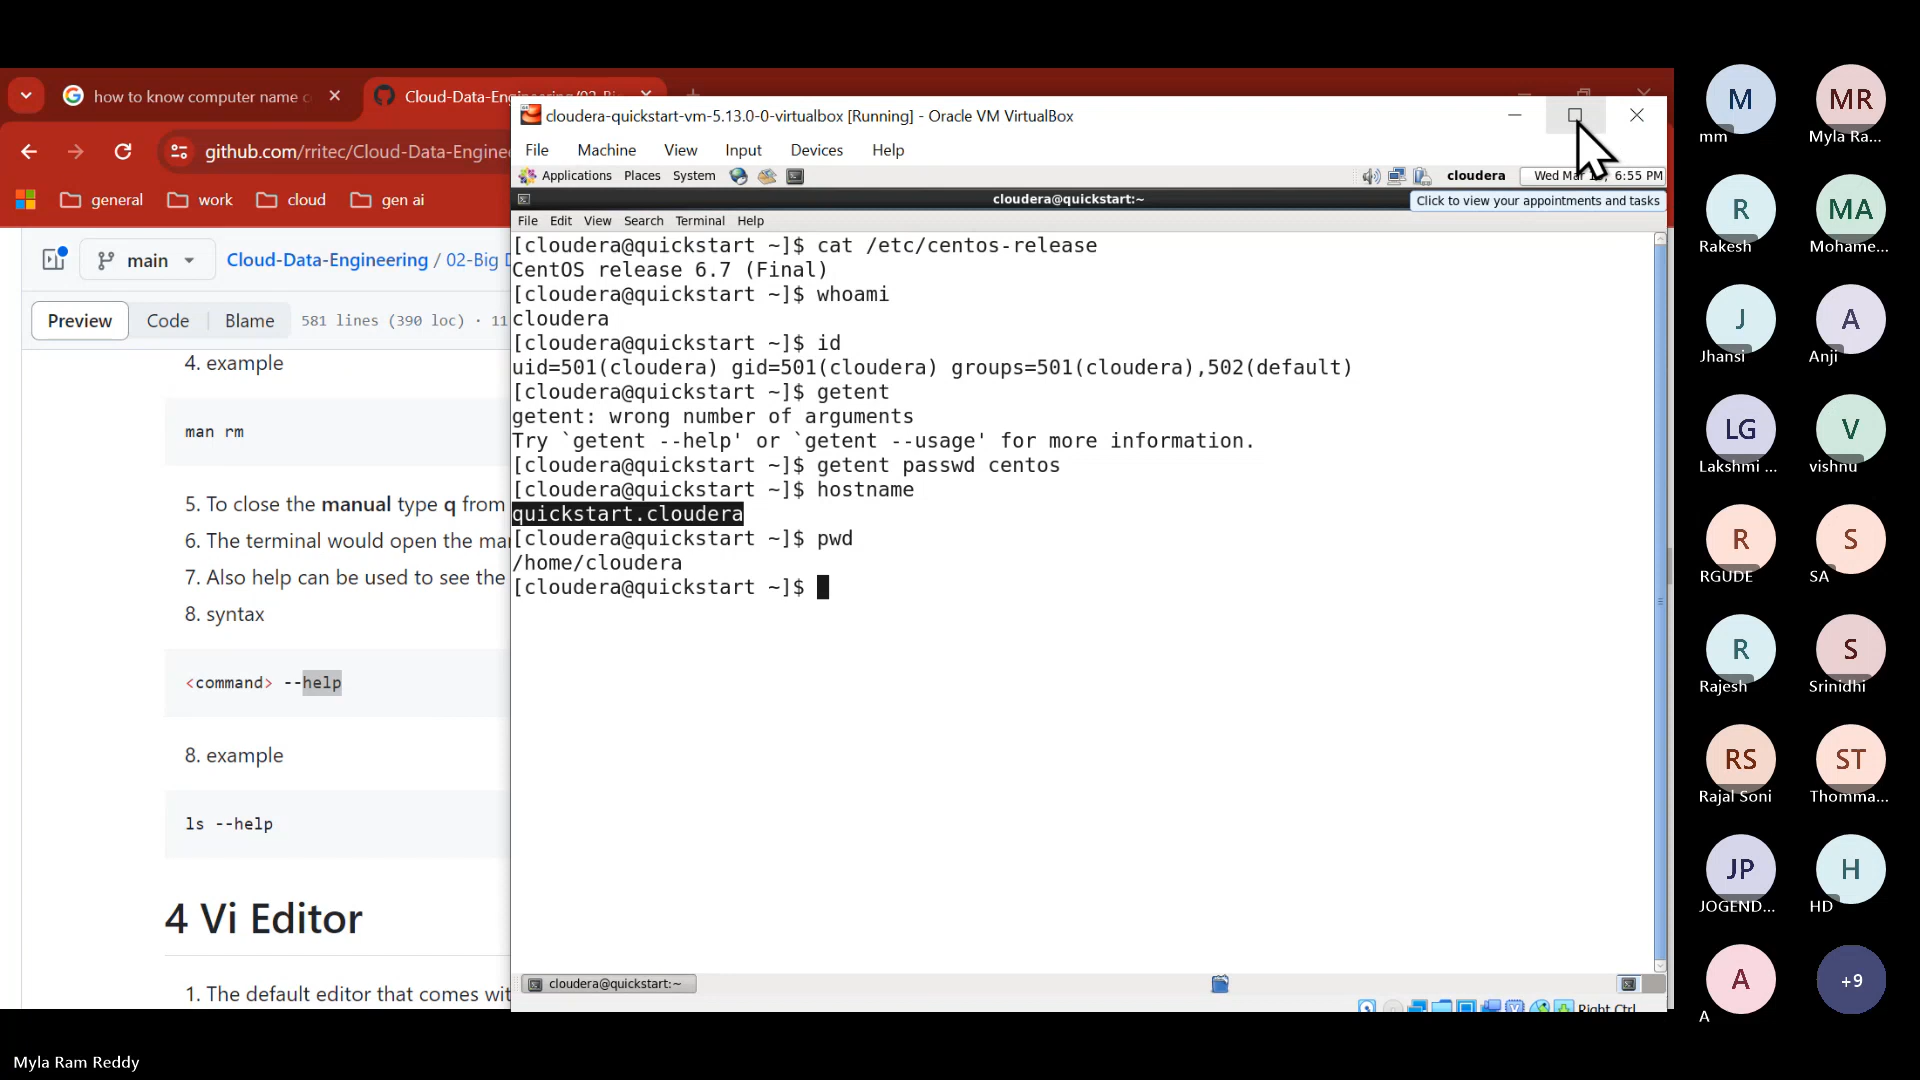 how to know computer name o
Cloud-Data-Eng
github.com/rritec/Cloud-Data-Engine
general
work
cloud
gen ai
main
Cloud-Data-Engineering / 02-Big D
Preview
Code
Blame
581 lines (390 loc) · 11
4. example
man rm
5. To close the manual type q from
6. The terminal would open the ma
7. Also help can be used to see the
8. syntax
<command> --help
8. example
ls --help
4 Vi Editor
1. The default editor that comes wit
cloudera-quickstart-vm-5.13.0-0-virtualbox [Running] - Oracle VM VirtualBox
File Machine View Input Devices Help
Applications Places System
cloudera
Wed Mar 6:55 PM
cloudera@quickstart:~
Click to view your appointments and tasks
File Edit View Search Terminal Help
[cloudera@quickstart ~]$ cat /etc/centos-release
CentOS release 6.7 (Final)
[cloudera@quickstart ~]$ whoami
cloudera
[cloudera@quickstart ~]$ id
uid=501(cloudera) gid=501(cloudera) groups=501(cloudera),502(default)
[cloudera@quickstart ~]$ getent
getent: wrong number of arguments
Try `getent --help' or `getent --usage' for more information.
[cloudera@quickstart ~]$ getent passwd centos
[cloudera@quickstart ~]$ hostname
quickstart.cloudera
[cloudera@quickstart ~]$ pwd
/home/cloudera
[cloudera@quickstart ~]$
cloudera@quickstart:~
Right Ctrl
M
mm
MR
Myla Ra...
R
Rakesh
MA
Mohame...
J
Jhansi
A
Anji
LG
Lakshmi ...
V
vishnu
R
RGUDE
S
SA
R
Rajesh
S
Srinidhi
RS
Rajal Soni
ST
Thomma...
JP
JOGEND...
H
HD
A
A
+9
Myla Ram Reddy